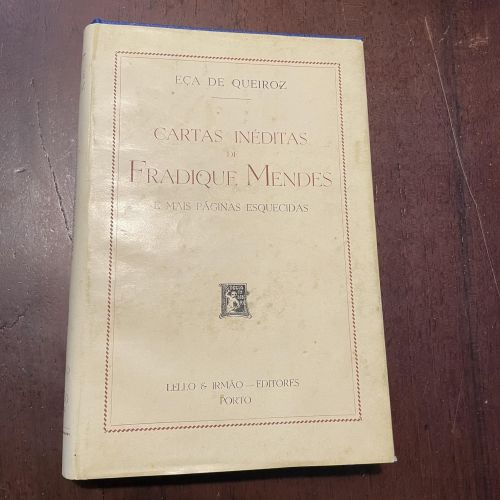 EÇA DE QUEIROZ
CARTAS INÉDITAS
DE
FRADIQUE MENDES
E MAIS PÁGINAS ESQUECIDAS
LELLO & IRMÃO — EDITORES
PORTO